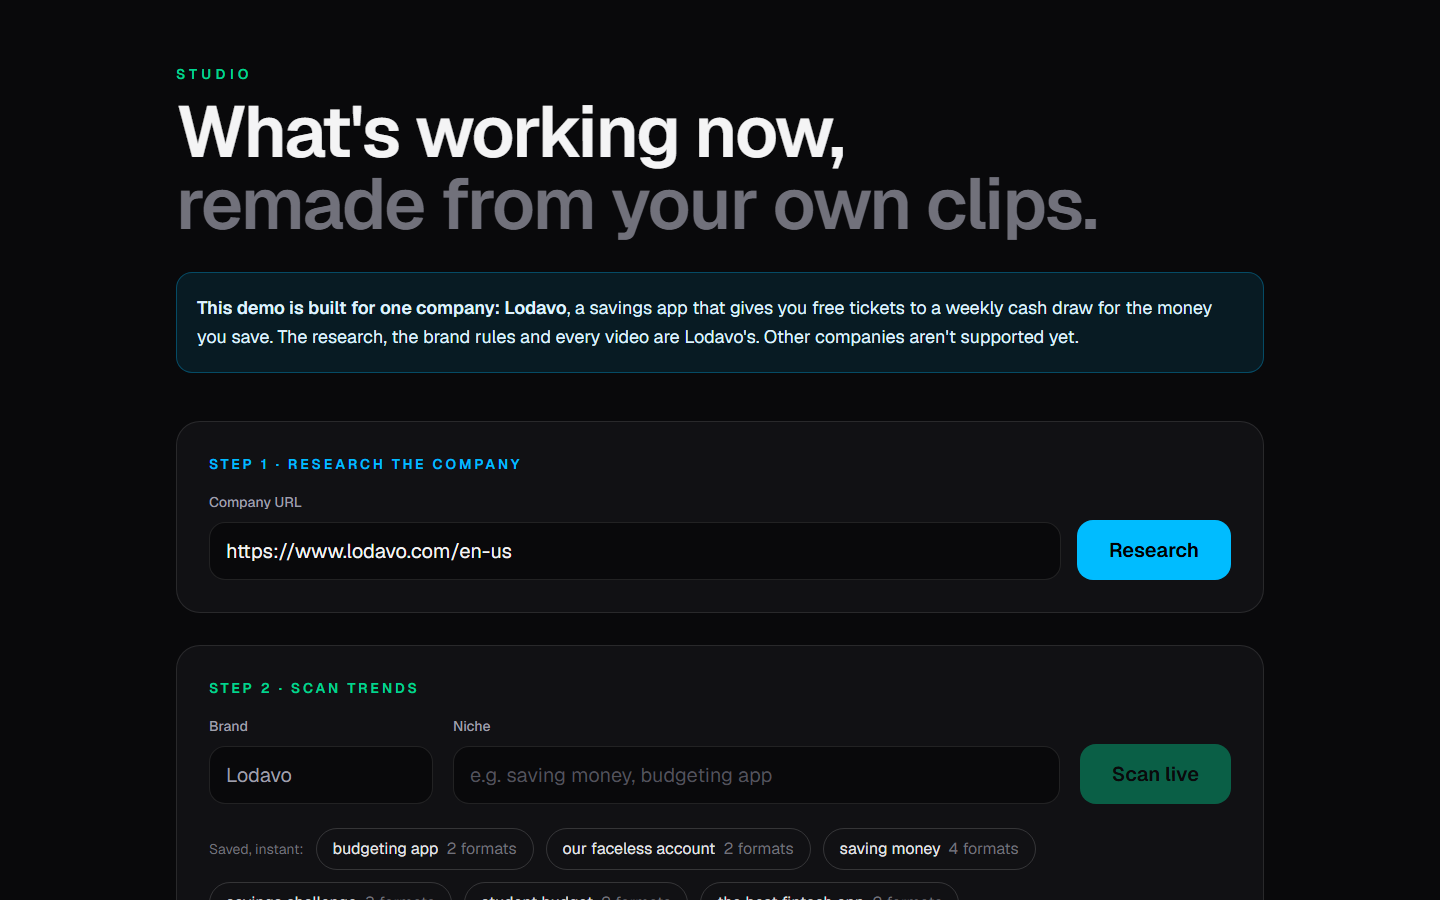 STUDIO
What's working now,
remade from your own clips.
This demo is built for one company: Lodavo, a savings app that gives you free tickets to a weekly cash draw for the money
you save. The research, the brand rules and every video are Lodavo's. Other companies aren't supported yet.
STEP 1 · RESEARCH THE COMPANY
Company URL
https://www.lodavo.com/en-us
Research
STEP 2 · SCAN TRENDS
Brand
Niche
Lodavo
e.g. saving money, budgeting app
Scan live
Saved, instant:
budgeting app 2 formats
our faceless account 2 formats
saving money 4 formats